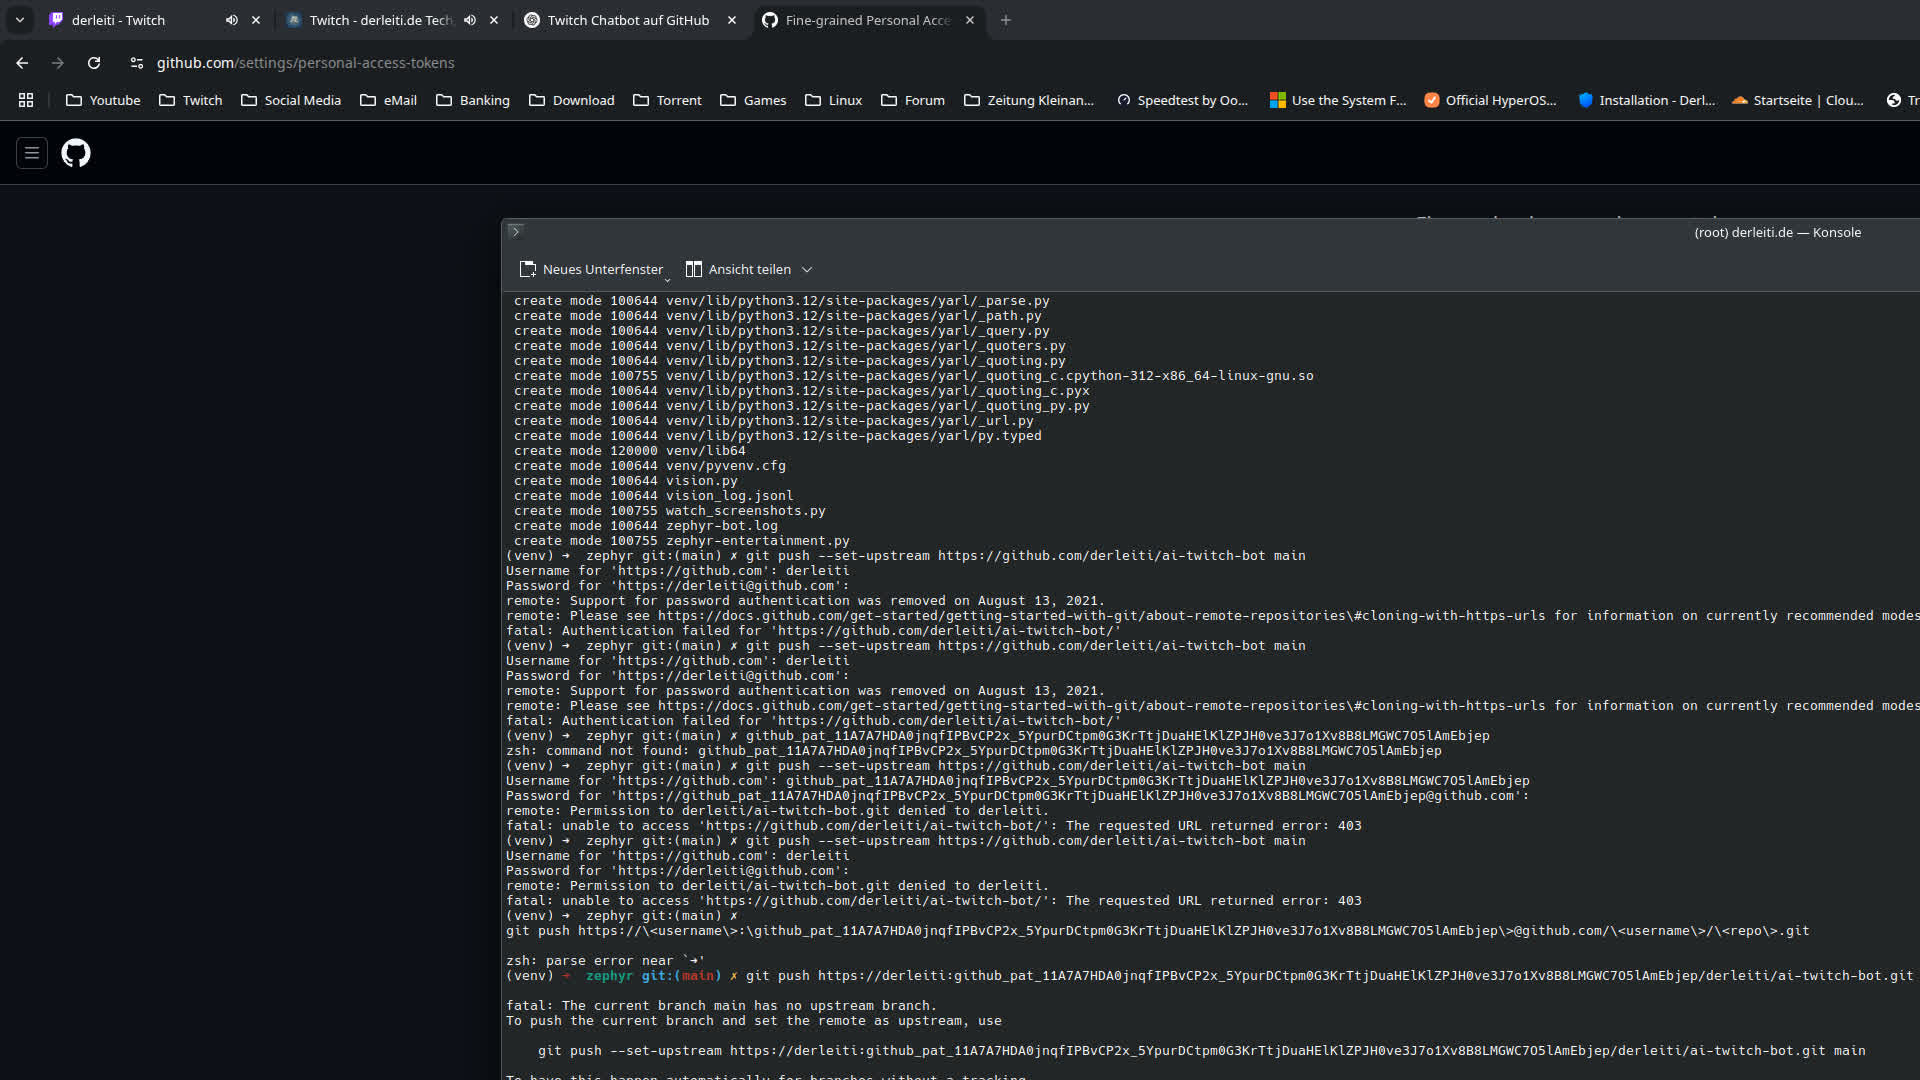 derleiti - Twitch
Twitch - derleiti.de Tech
Twitch Chatbot auf GitHub
Fine-grained Personal Acce
github.com/settings/personal-access-tokens
Youtube
Twitch
Social Media
eMail
Banking
Download
Torrent
Games
Linux
Forum
Zeitung Kleinan...
Speedtest by Oo...
Use the System F...
Official HyperOS...
Installation - Derl...
Startseite | Clou...
Tr
(root) derleiti.de — Konsole
Neues Unterfenster
Ansicht teilen
create mode 100644 venv/lib/python3.12/site-packages/yarl/_parse.py
create mode 100644 venv/lib/python3.12/site-packages/yarl/_path.py
create mode 100644 venv/lib/python3.12/site-packages/yarl/_query.py
create mode 100644 venv/lib/python3.12/site-packages/yarl/_quoters.py
create mode 100644 venv/lib/python3.12/site-packages/yarl/_quoting.py
create mode 100755 venv/lib/python3.12/site-packages/yarl/_quoting_c.cpython-312-x86_64-linux-gnu.so
create mode 100644 venv/lib/python3.12/site-packages/yarl/_quoting_c.pyx
create mode 100644 venv/lib/python3.12/site-packages/yarl/_quoting_py.py
create mode 100644 venv/lib/python3.12/site-packages/yarl/_url.py
create mode 100644 venv/lib/python3.12/site-packages/yarl/py.typed
create mode 120000 venv/lib64
create mode 100644 venv/pyvenv.cfg
create mode 100644 vision.py
create mode 100644 vision_log.jsonl
create mode 100755 watch_screenshots.py
create mode 100644 zephyr-bot.log
create mode 100755 zephyr-entertainment.py
(venv) ➜  zephyr git:(main) ✗ git push --set-upstream https://github.com/derleiti/ai-twitch-bot main
Username for 'https://github.com': derleiti
Password for 'https://derleiti@github.com':
remote: Support for password authentication was removed on August 13, 2021.
remote: Please see https://docs.github.com/get-started/getting-started-with-git/about-remote-repositories\#cloning-with-https-urls for information on currently recommended modes
fatal: Authentication failed for 'https://github.com/derleiti/ai-twitch-bot/'
(venv) ➜  zephyr git:(main) ✗ git push --set-upstream https://github.com/derleiti/ai-twitch-bot main
Username for 'https://github.com': derleiti
Password for 'https://derleiti@github.com':
remote: Support for password authentication was removed on August 13, 2021.
remote: Please see https://docs.github.com/get-started/getting-started-with-git/about-remote-repositories\#cloning-with-https-urls for information on currently recommended modes
fatal: Authentication failed for 'https://github.com/derleiti/ai-twitch-bot/'
(venv) ➜  zephyr git:(main) ✗ 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
zsh: command not found: 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
(venv) ➜  zephyr git:(main) ✗ git push --set-upstream https://github.com/derleiti/ai-twitch-bot main
Username for 'https://github.com': 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
Password for 'https://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@github.com':
remote: Permission to derleiti/ai-twitch-bot.git denied to derleiti.
fatal: unable to access 'https://github.com/derleiti/ai-twitch-bot/': The requested URL returned error: 403
(venv) ➜  zephyr git:(main) ✗ git push --set-upstream https://github.com/derleiti/ai-twitch-bot main
Username for 'https://github.com': derleiti
Password for 'https://derleiti@github.com':
remote: Permission to derleiti/ai-twitch-bot.git denied to derleiti.
fatal: unable to access 'https://github.com/derleiti/ai-twitch-bot/': The requested URL returned error: 403
(venv) ➜  zephyr git:(main) ✗
git push https://\<username\>:\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\>@github.com/\<username\>/\<repo\>.git
zsh: parse error near `➜'
(venv) ➜  zephyr git:(main) ✗ git push https://derleiti: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/derleiti/ai-twitch-bot.git
fatal: The current branch main has no upstream branch.
To push the current branch and set the remote as upstream, use
git push --set-upstream https://derleiti: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/derleiti/ai-twitch-bot.git main
To have this happen automatically for branches without a tracking